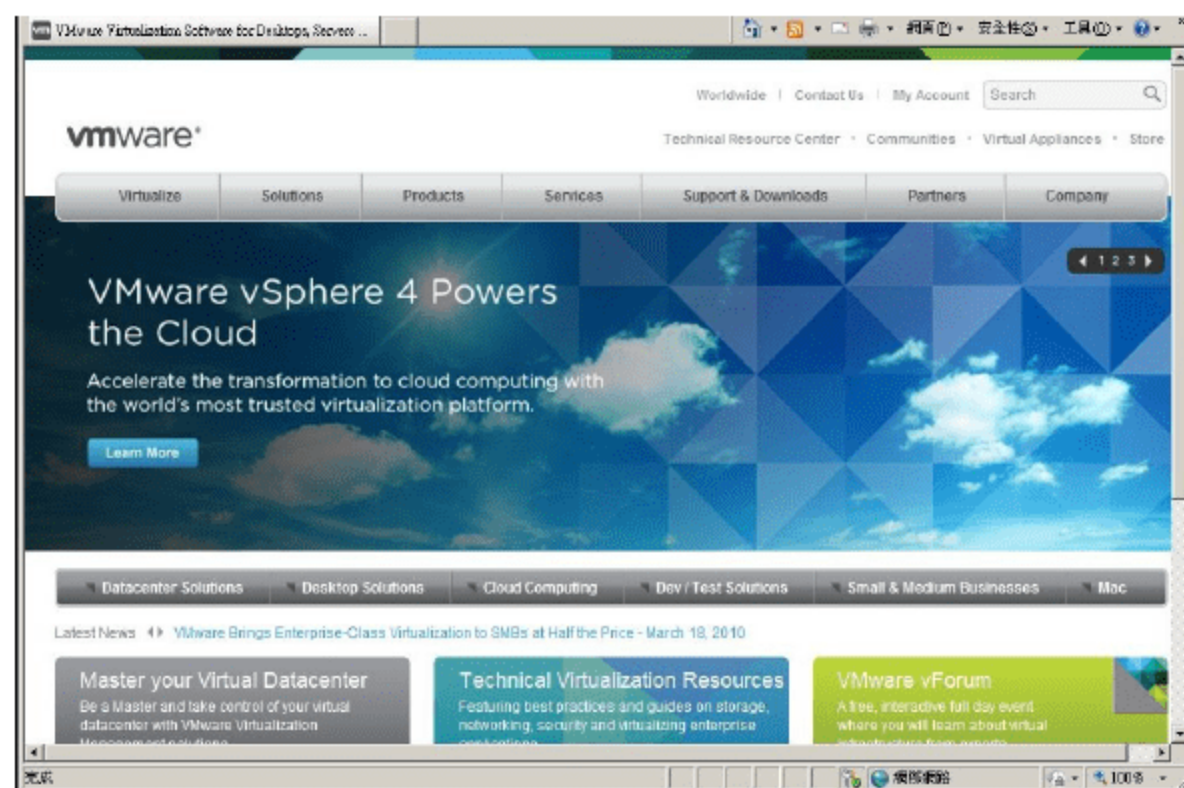 VMware Virtualization Software for Desktops, Servers ...
網頁(P) 安全性(S) 工具(O)
Worldwide | Contact Us | My Account Search
vmware®
Technical Resource Center • Communities • Virtual Appliances • Store
Virtualize Solutions Products Services Support & Downloads Partners Company
1 2 3
VMware vSphere 4 Powers
the Cloud
Accelerate the transformation to cloud computing with
the world's most trusted virtualization platform.
Learn More
Datacenter Solutions Desktop Solutions Cloud Computing Dev / Test Solutions Small & Medium Businesses Mac
Latest News VMware Brings Enterprise-Class Virtualization to SMBs at Half the Price - March 18, 2010
Master your Virtual Datacenter
Be a Master and take control of your virtual
datacenter with VMware Virtualization
Management solutions
Technical Virtualization Resources
Featuring best practices and guides on storage,
networking, security and virtualizing enterprise
applications
VMware vForum
A free, interactive full day event
where you will learn about virtual
infrastructure from experts
完成 網際網路 100%